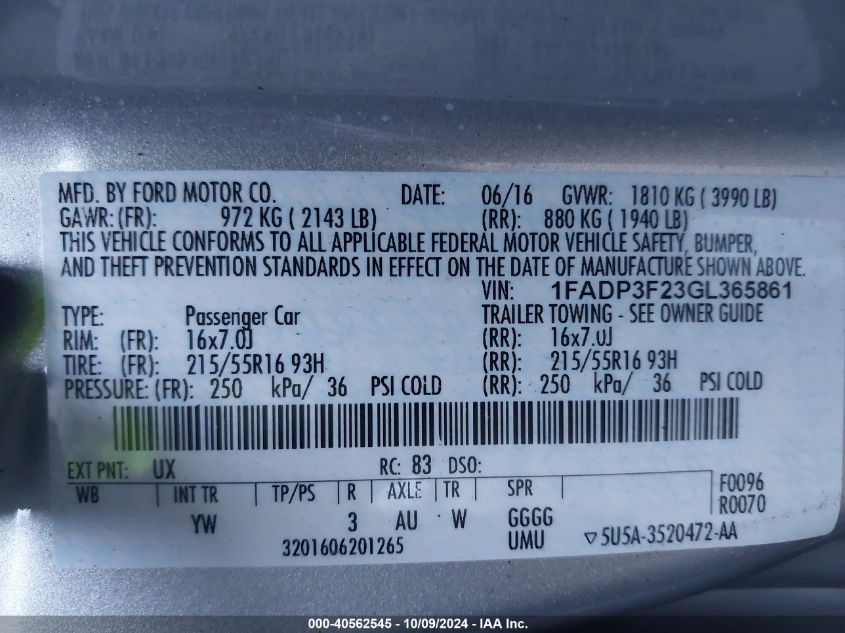 MFD. BY FORD MOTOR CO. DATE: 06/16 GVWR: 1810 KG ( 3990 LB)
GAWR: (FR): 972 KG ( 2143 LB) (RR): 880 KG ( 1940 LB)
THIS VEHICLE CONFORMS TO ALL APPLICABLE FEDERAL MOTOR VEHICLE SAFETY, BUMPER,
AND THEFT PREVENTION STANDARDS IN EFFECT ON THE DATE OF MANUFACTURE SHOWN ABOVE.
VIN: 1FADP3F23GL365861
TYPE: Passenger Car TRAILER TOWING - SEE OWNER GUIDE
RIM: (FR): 16x7.0J (RR): 16x7.0J
TIRE: (FR): 215/55R16 93H (RR): 215/55R16 93H
PRESSURE: (FR): 250 kPa/ 36 PSI COLD (RR): 250 kPa/ 36 PSI COLD
EXT PNT: UX RC: 83 DSO:
WB INT TR TP/PS R AXLE TR SPR F0096
R0070
YW 3 AU W GGGG
3201606201265 UMU ▽5U5A-3520472-AA
000-40562545 - 10/09/2024 - IAA Inc.